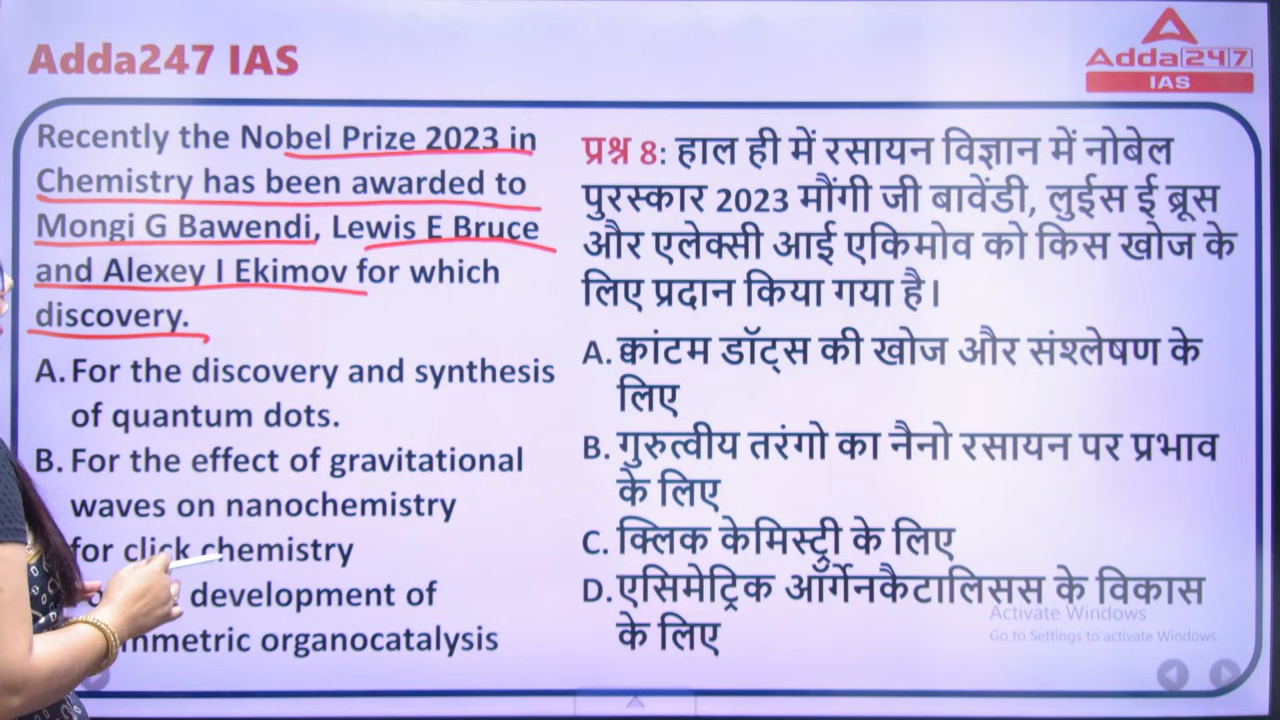 Adda247 IAS
Adda247
IAS
Recently the Nobel Prize 2023 in
Chemistry has been awarded to
Mongi G Bawendi, Lewis E Bruce
and Alexey I Ekimov for which
discovery.
A. For the discovery and synthesis
of quantum dots.
B. For the effect of gravitational
waves on nanochemistry
for click chemistry
development of
organocatalysis
प्रश्न 8: हाल ही में रसायन विज्ञान में नोबेल
पुरस्कार 2023 मौंगी जी बावेंडी, लुईस ई ब्रूस
और एलेक्सी आई एकिमोव को किस खोज के
लिए प्रदान किया गया है।
A. क्वांटम डॉट्स की खोज और संश्लेषण के
लिए
B. गुरुत्वीय तरंगो का नैनो रसायन पर प्रभाव
के लिए
C. क्लिक केमिस्ट्री के लिए
D. एसिमेट्रिक ऑर्गेनकैटालिसस के विकास
के लिए
Activate Windows
Go to Settings to activate Windows.